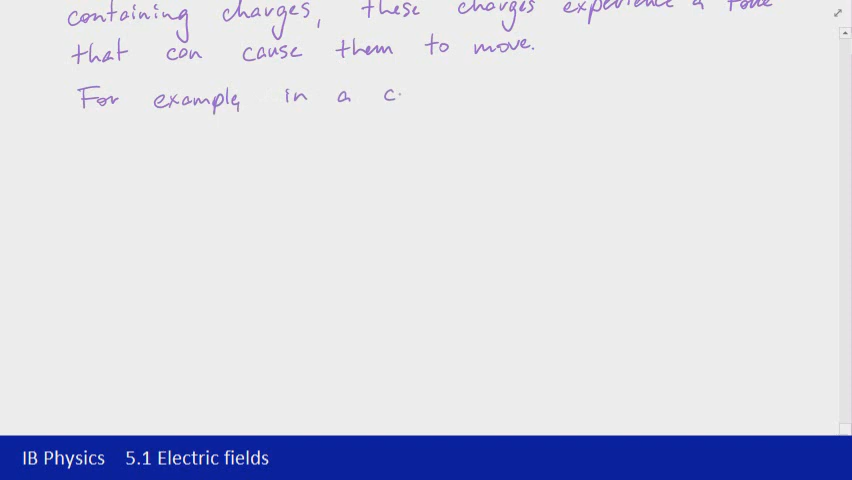 containing charges, these charges experience a force
that can cause them to move.
For example, in a c
IB Physics 5.1 Electric fields